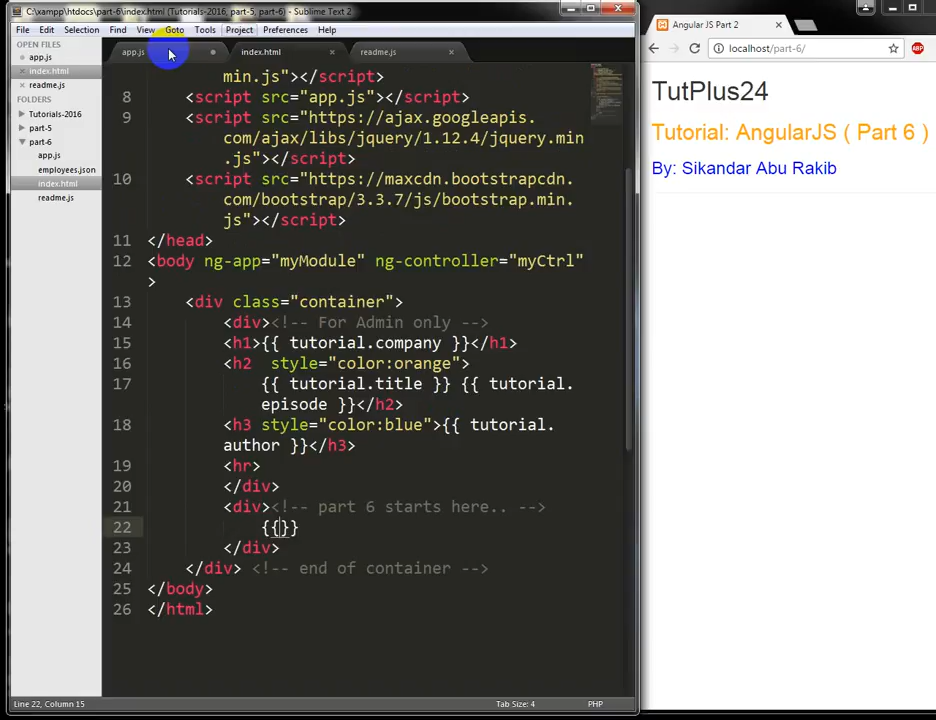 C:\xampp\htdocs\part-6\index.html (Tutorials-2016, part-5, part-6) - Sublime Text 2
File Edit Selection Find View Goto Tools Project Preferences Help
OPEN FILES
app.js
index.html
readme.js
FOLDERS
Tutorials-2016
part-5
part-6
app.js
employees.json
index.html
readme.js
app.js index.html × readme.js ×
min.js"></script>
8 <script src="app.js"></script>
9 <script src="https://ajax.googleapis.
com/ajax/libs/jquery/1.12.4/jquery.min
.js"></script>
10 <script src="https://maxcdn.bootstrapcdn.
com/bootstrap/3.3.7/js/bootstrap.min.
js"></script>
11 </head>
12 <body ng-app="myModule" ng-controller="myCtrl"
>
13 <div class="container">
14 <div><!-- For Admin only -->
15 <h1>{{ tutorial.company }}</h1>
16 <h2  style="color:orange">
17 {{ tutorial.title }} {{ tutorial.
episode }}</h2>
18 <h3 style="color:blue">{{ tutorial.
author }}</h3>
19 <hr>
20 </div>
21 <div><!-- part 6 starts here.. -->
22 {{}}
23 </div>
24 </div> <!-- end of container -->
25 </body>
26 </html>
Line 22, Column 15 Tab Size: 4 PHP
Angular JS Part 2 ×
localhost/part-6/
ABP
TutPlus24
Tutorial: AngularJS ( Part 6 )
By: Sikandar Abu Rakib